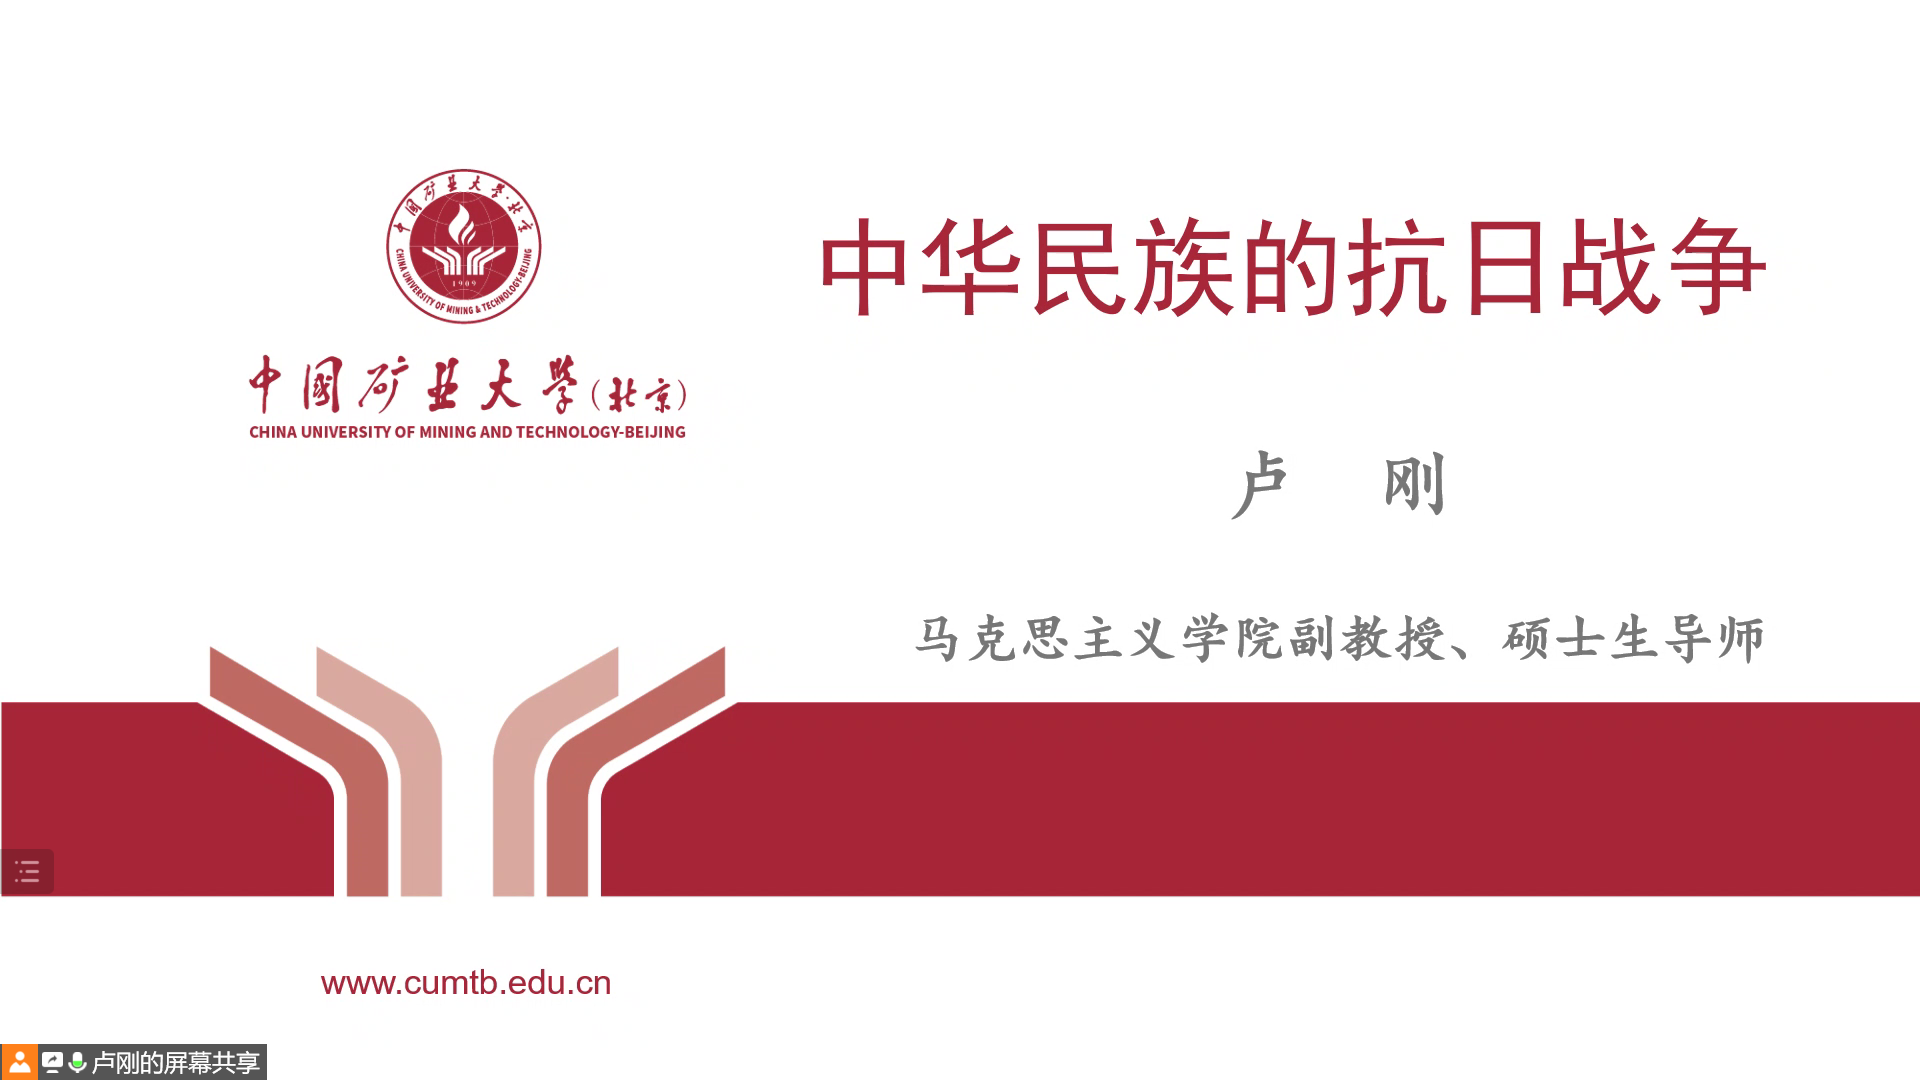 中国矿业大学·北京
CHINA UNIVERSITY OF MINING & TECHNOLOGY-BEIJING
1909
中国矿业大学(北京)
CHINA UNIVERSITY OF MINING AND TECHNOLOGY-BEIJING
中华民族的抗日战争
卢 刚
马克思主义学院副教授、硕士生导师
www.cumtb.edu.cn
卢刚的屏幕共享